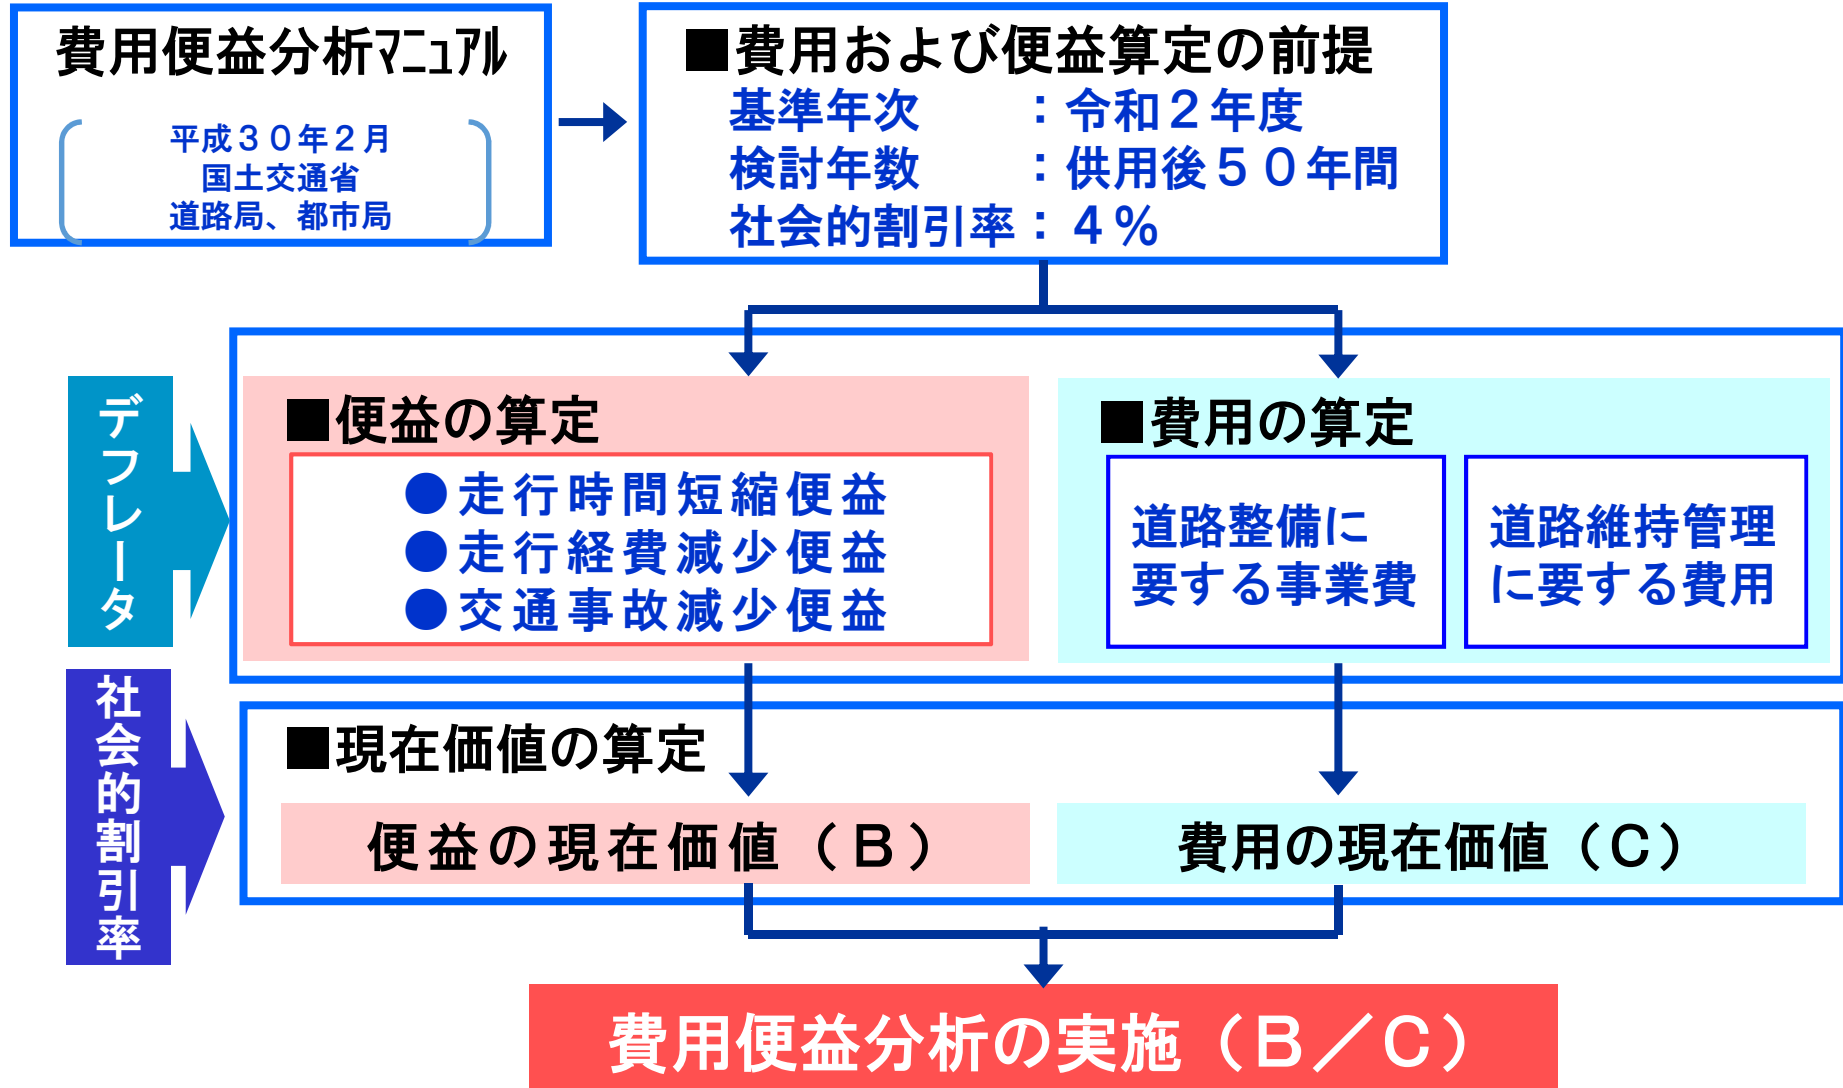 費用便益分析ﾏﾆｭｱﾙ
平成３０年２月
国土交通省
道路局、都市局
■費用および便益算定の前提
基準年次　　：令和２年度
検討年数　　：供用後５０年間
社会的割引率：４％
デフレータ
■便益の算定
●走行時間短縮便益
●走行経費減少便益
●交通事故減少便益
■費用の算定
道路整備に
要する事業費
道路維持管理
に要する費用
社会的割引率
■現在価値の算定
便益の現在価値（Ｂ）
費用の現在価値（Ｃ）
費用便益分析の実施（Ｂ／Ｃ）